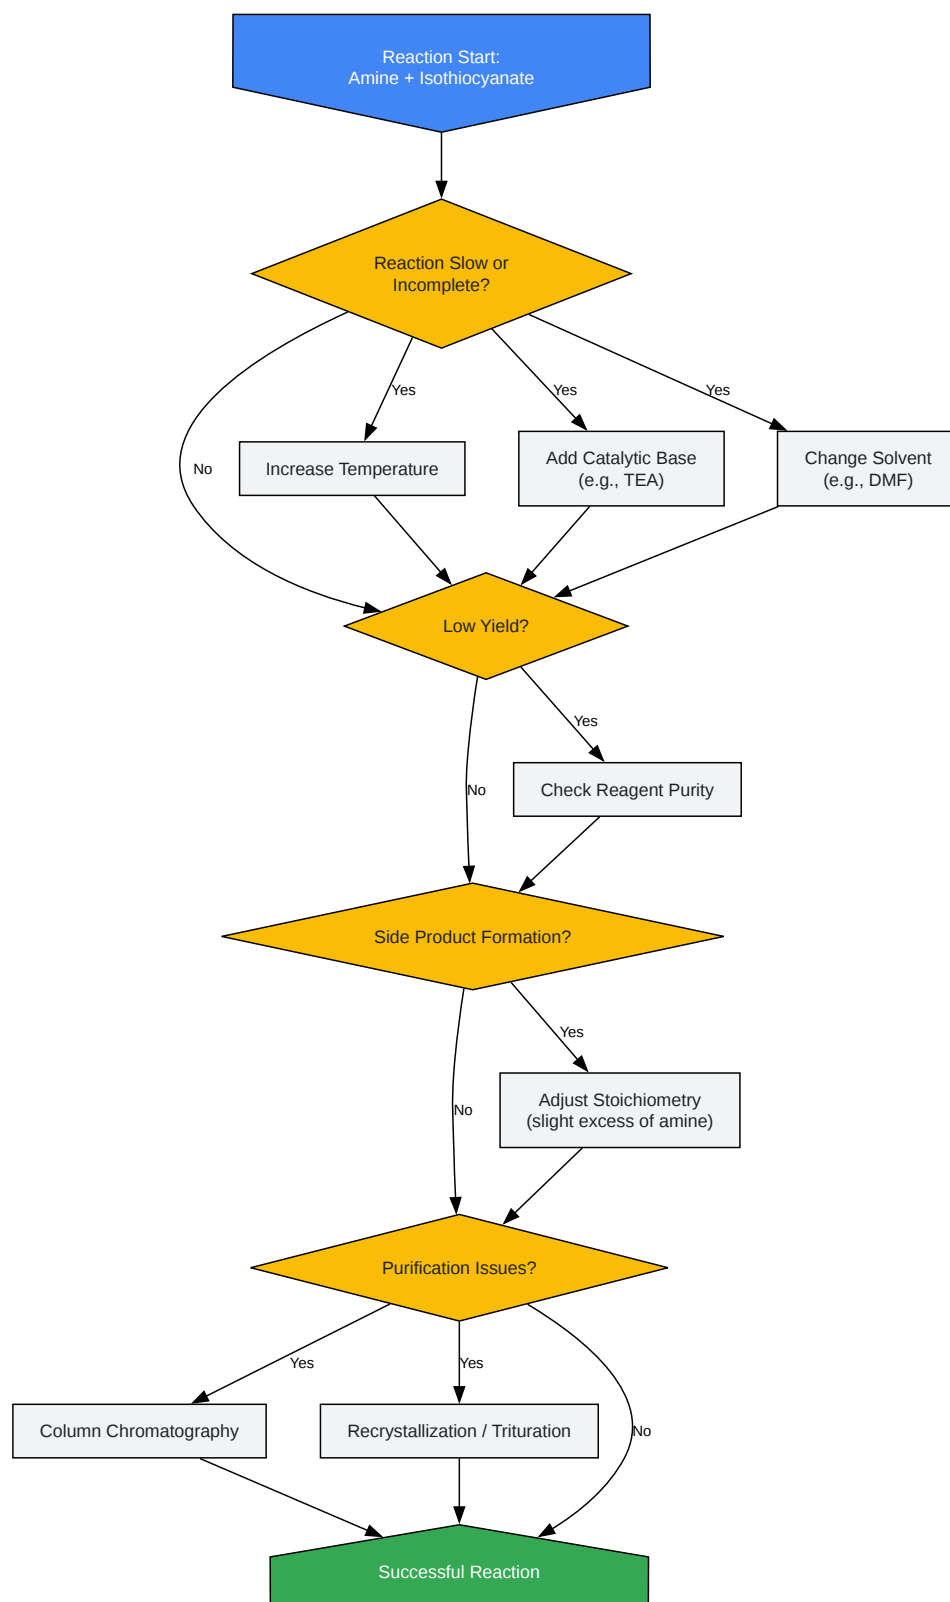 Reaction Start:
Amine + Isothiocyanate
Reaction Slow or
Incomplete?
Yes
Yes
Yes
No
Increase Temperature
Add Catalytic Base
(e.g., TEA)
Change Solvent
(e.g., DMF)
Low Yield?
Yes
No
Check Reagent Purity
Side Product Formation?
Yes
No
Adjust Stoichiometry
(slight excess of amine)
Purification Issues?
Yes
Yes
No
Column Chromatography
Recrystallization / Trituration
Successful Reaction